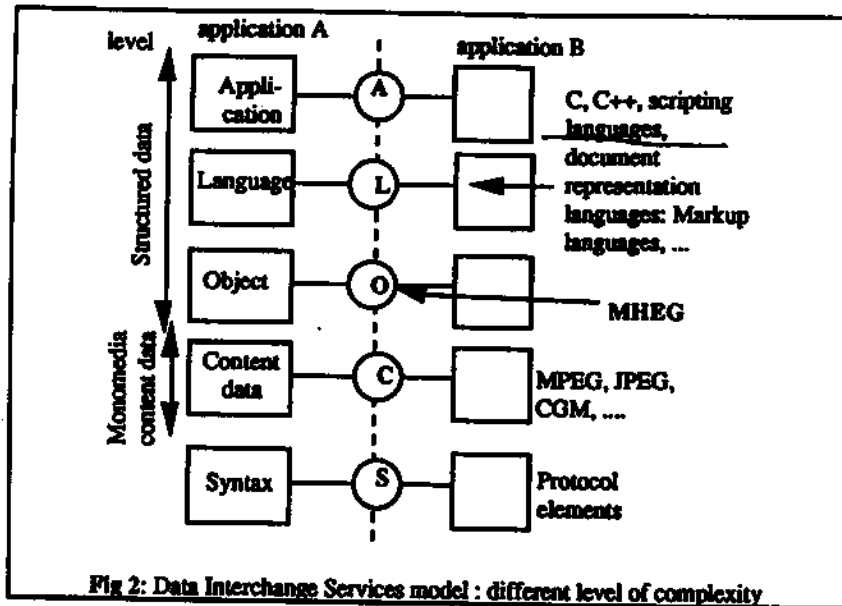 level
application A
application B
Appli-
cation
A
C, C++, scripting
languages,
document
representation
languages: Markup
languages, ...
Language
L
Structured data
Object
O
MHEG
Monomedia
content data
Content
data
C
MPEG, JPEG,
CGM, ....
Syntax
S
Protocol
elements
Fig 2: Data Interchange Services model : different level of complexity